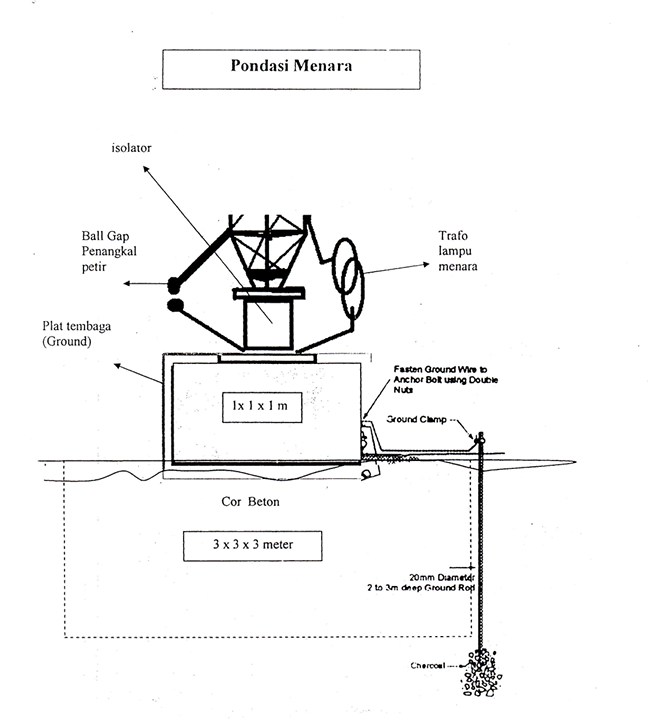 Pondasi Menara
isolator
Ball Gap
Penangkal
petir
Trafo
lampu
menara
Plat tembaga
(Ground)
Fasten Ground Wire to
Anchor Bolt using Double
Nuts
1x 1 x 1 m
Ground Clamp
Cor Beton
3 x 3 x 3 meter
20mm Diameter
2 to 3m deep Ground Rod
Charcoal